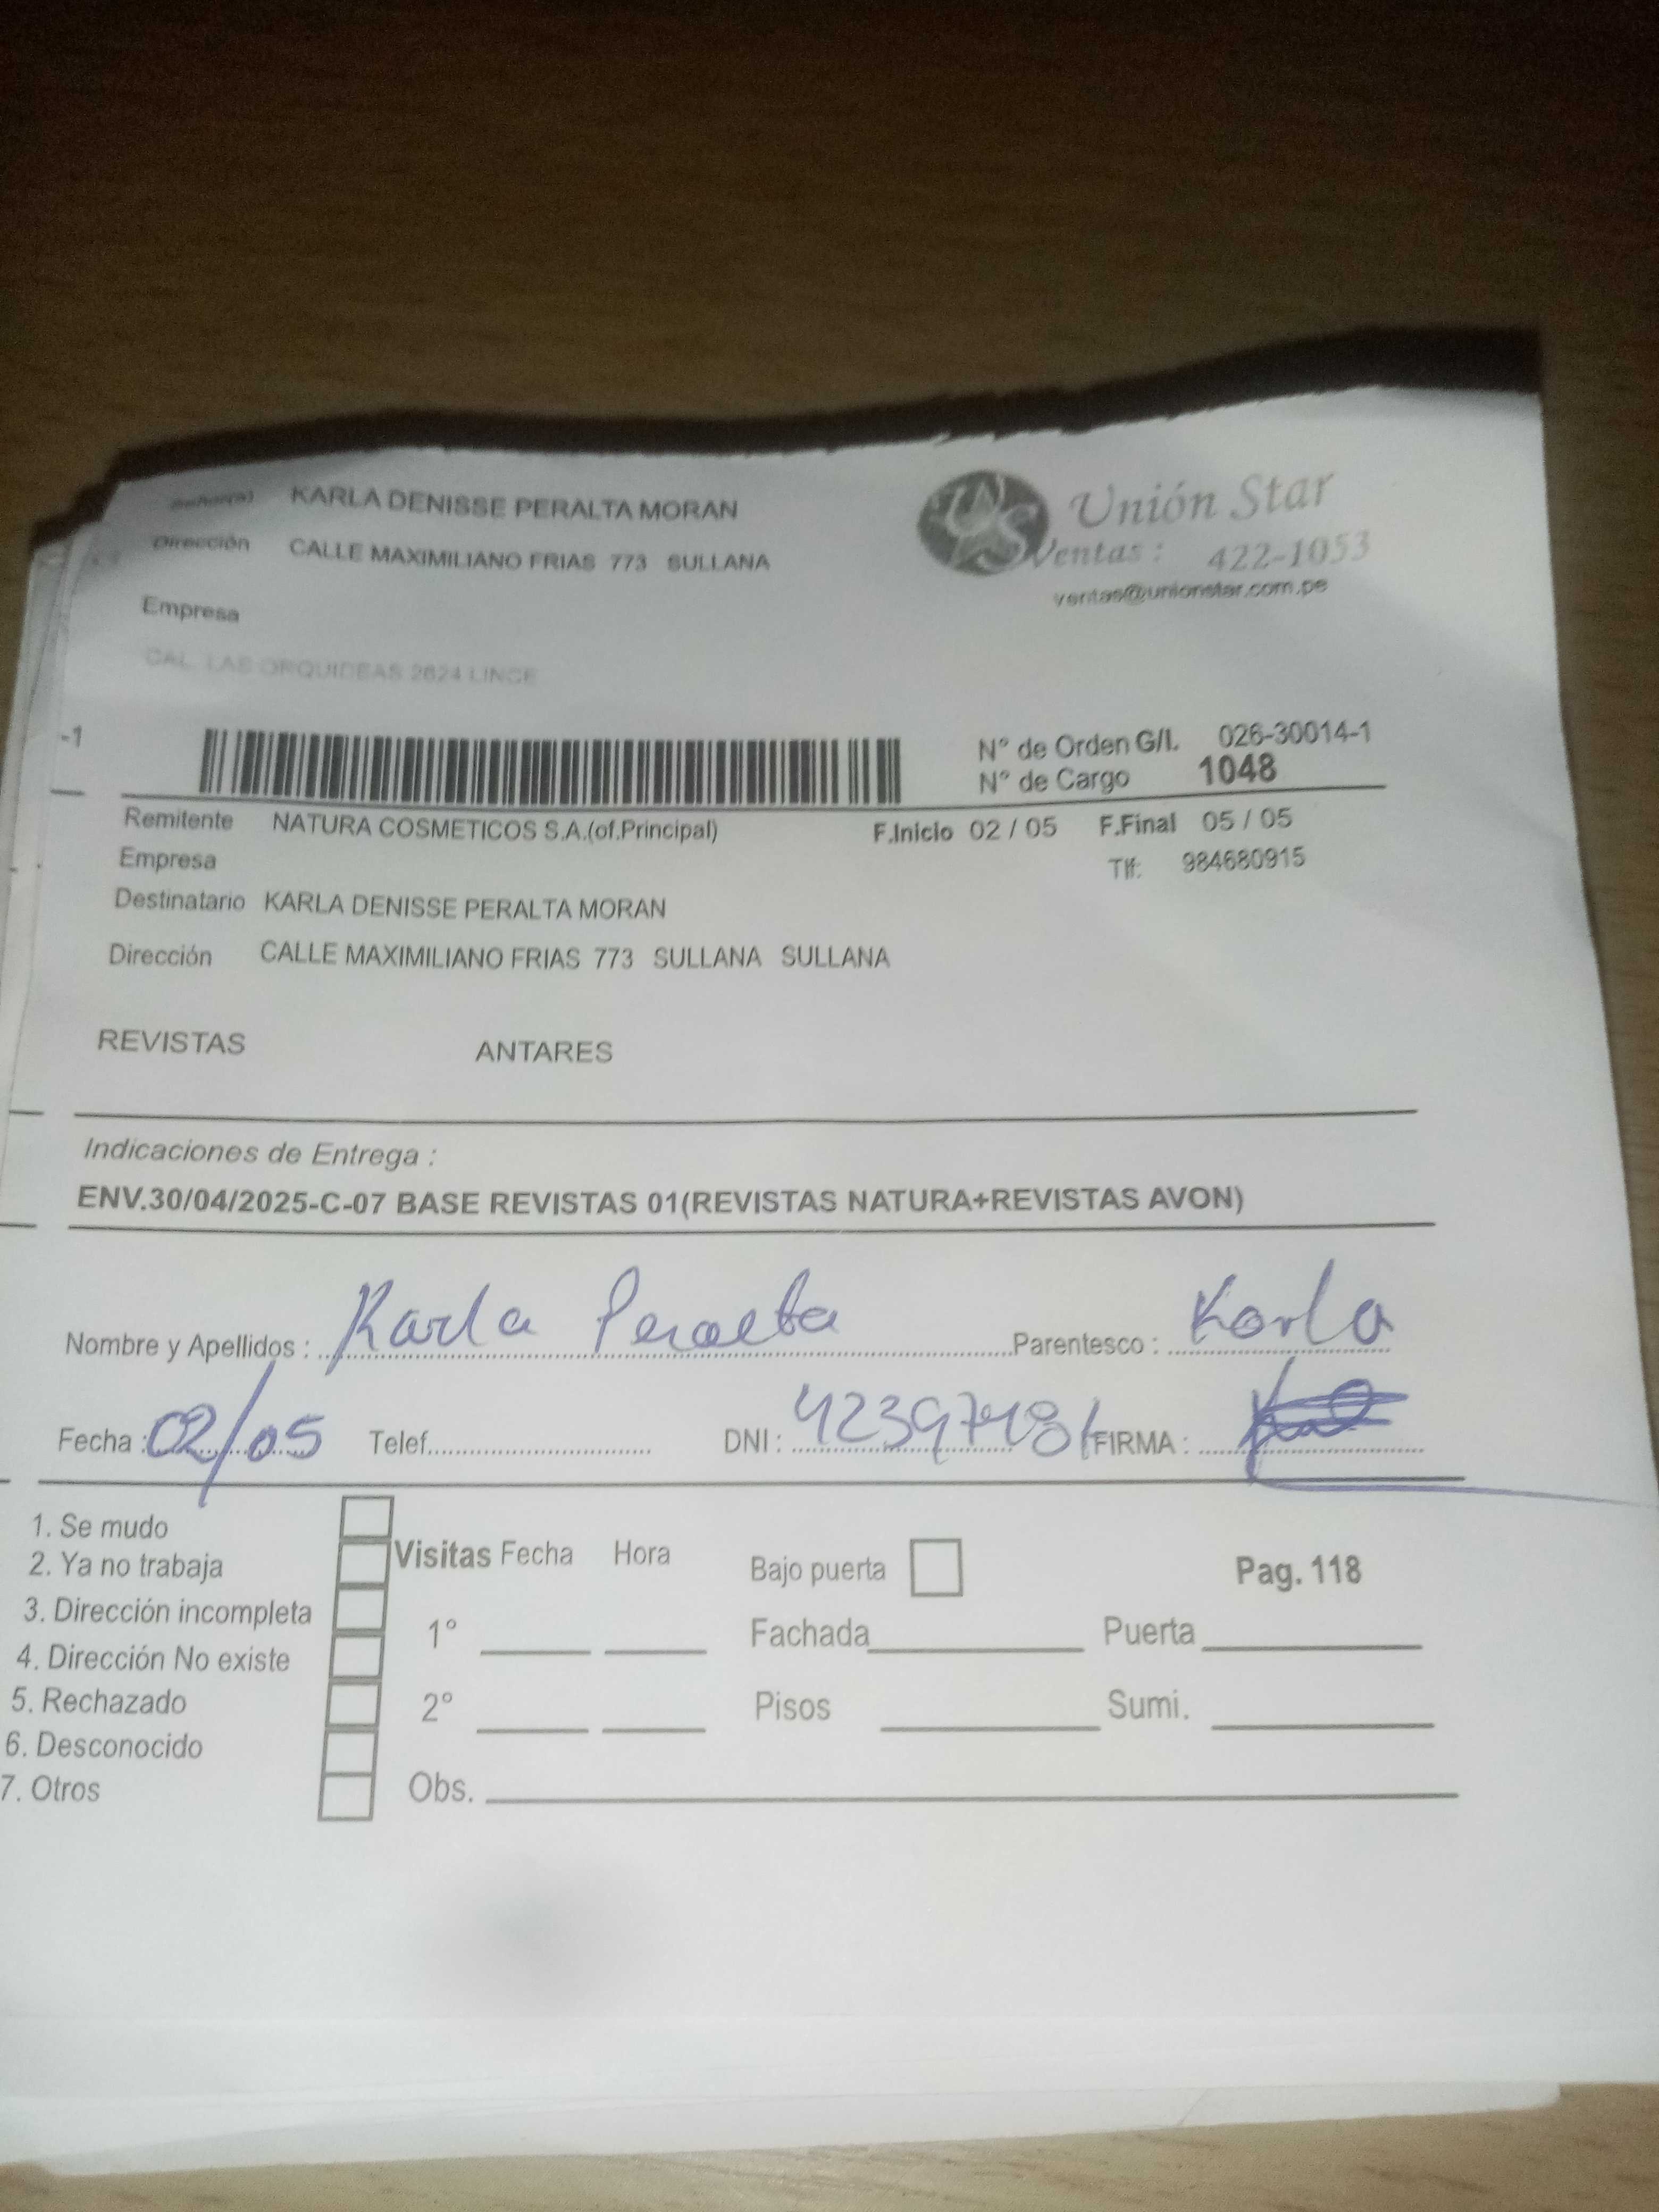 Señor(a) KARLA DENISSE PERALTA MORAN
Dirección CALLE MAXIMILIANO FRIAS 773 SULLANA
Unión Star
Ventas : 422-1053
ventas@unionstar.com.pe
Empresa
CAL. LAS ORQUIDEAS 2624 LINCE
-1
N° de Orden G/I. 026-30014-1
N° de Cargo 1048
Remitente NATURA COSMETICOS S.A.(of.Principal) F.Inicio 02 / 05 F.Final 05 / 05
Empresa Tlf: 984680915
Destinatario KARLA DENISSE PERALTA MORAN
Dirección CALLE MAXIMILIANO FRIAS 773 SULLANA SULLANA
REVISTAS ANTARES
Indicaciones de Entrega :
ENV.30/04/2025-C-07 BASE REVISTAS 01(REVISTAS NATURA+REVISTAS AVON)
Nombre y Apellidos : Karla Peralta Parentesco : Karla
Fecha : 02/05 Telef. DNI : FIRMA :
1. Se mudo
2. Ya no trabaja
3. Dirección incompleta
4. Dirección No existe
5. Rechazado
6. Desconocido
7. Otros
Visitas Fecha Hora
1°
2°
Obs.
Bajo puerta
Pag. 118
Fachada Puerta
Pisos Sumi.